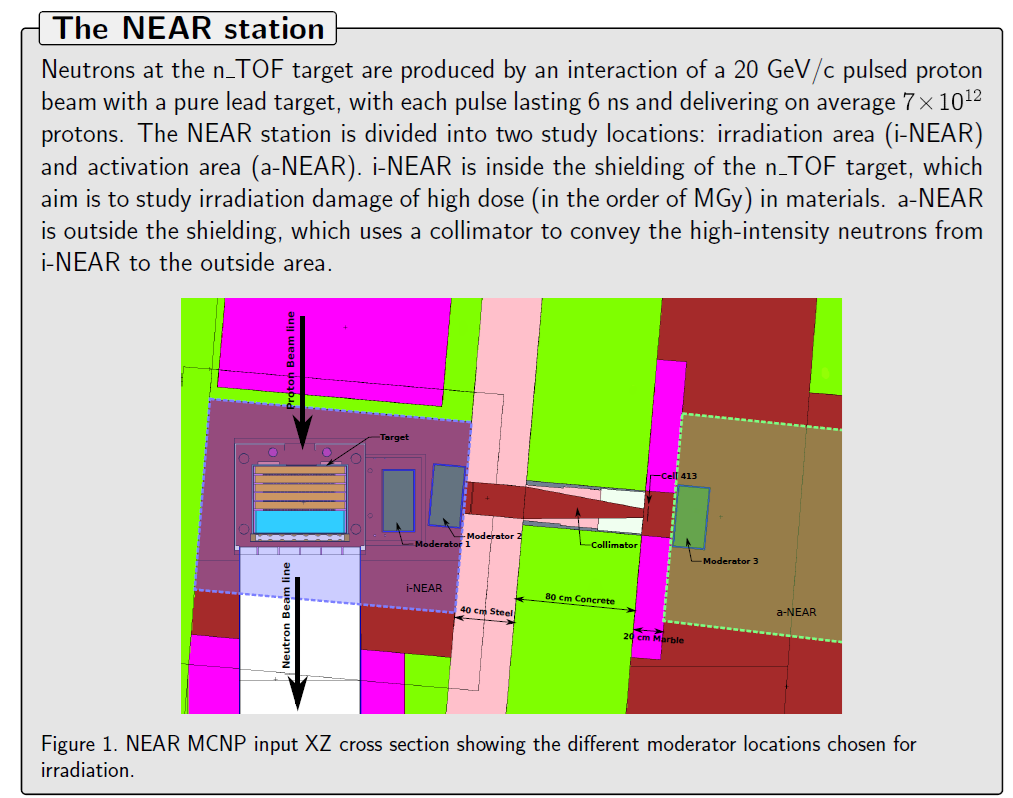 The NEAR station
Neutrons at the n_TOF target are produced by an interaction of a 20 GeV/c pulsed proton
beam with a pure lead target, with each pulse lasting 6 ns and delivering on average 7×10¹²
protons. The NEAR station is divided into two study locations: irradiation area (i-NEAR)
and activation area (a-NEAR). i-NEAR is inside the shielding of the n_TOF target, which
aim is to study irradiation damage of high dose (in the order of MGy) in materials. a-NEAR
is outside the shielding, which uses a collimator to convey the high-intensity neutrons from
i-NEAR to the outside area.
Proton Beam line
Target
Cell 413
Moderator 2
Moderator 1
Collimator
Moderator 3
i-NEAR
Neutron Beam line
80 cm Concrete
40 cm Steel
a-NEAR
20 cm Marble
Figure 1. NEAR MCNP input XZ cross section showing the different moderator locations chosen for
irradiation.